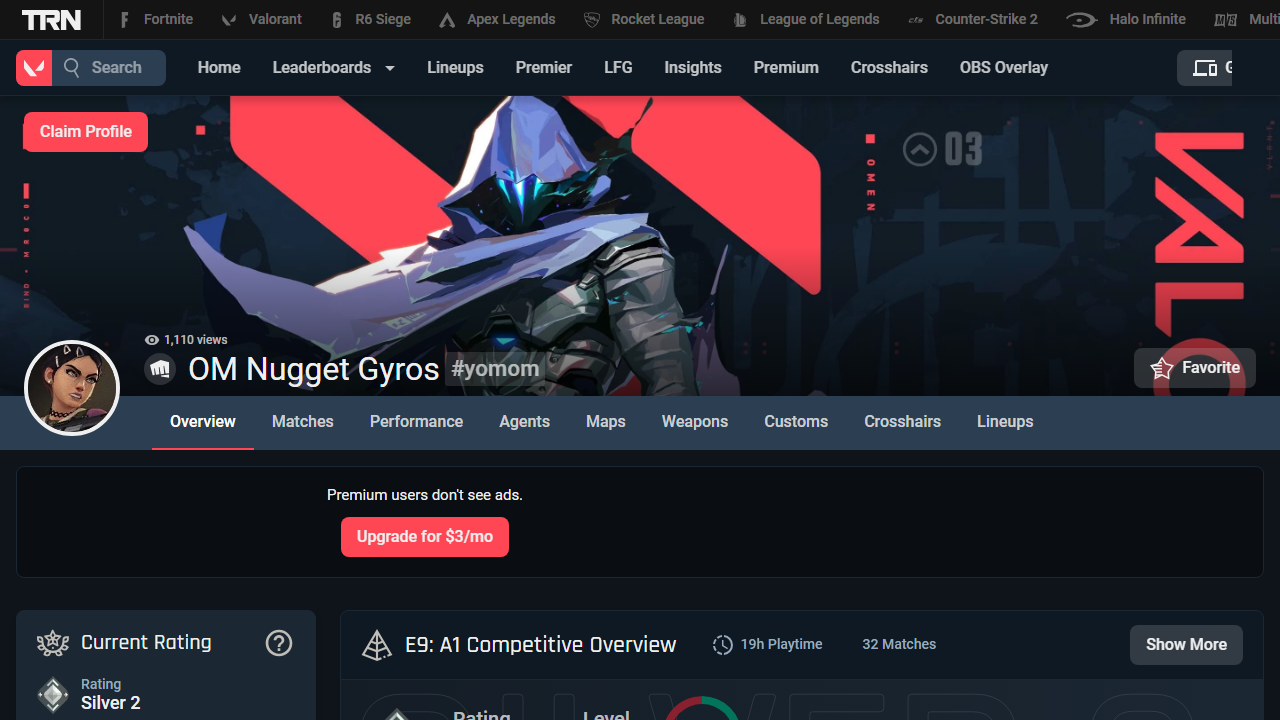 TRN
Fortnite
Valorant
R6 Siege
Apex Legends
Rocket League
League of Legends
Counter-Strike 2
Halo Infinite
Multi
Search
Home
Leaderboards
Lineups
Premier
LFG
Insights
Premium
Crosshairs
OBS Overlay
Claim Profile
OMEN
03
VALO
1,110 views
OM Nugget Gyros #yomom
Favorite
Overview
Matches
Performance
Agents
Maps
Weapons
Customs
Crosshairs
Lineups
Premium users don't see ads.
Upgrade for $3/mo
Current Rating
?
Rating
Silver 2
E9: A1 Competitive Overview
19h Playtime
32 Matches
Show More
Rating
Level